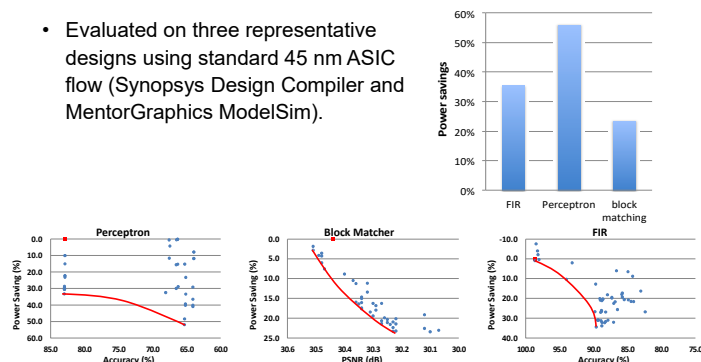 • Evaluated on three representative
designs using standard 45 nm ASIC
flow (Synopsys Design Compiler and
MentorGraphics ModelSim).
Power savings
60%
50%
40%
30%
20%
10%
0%
FIR
Perceptron
block
matching
Perceptron
Power Saving (%)
0.0
10.0
20.0
30.0
40.0
50.0
60.0
85.0 75.0 65.0
Accuracy (%)
Block Matcher
Power Saving (%)
0.0
5.0
10.0
15.0
20.0
25.0
30.6 30.5 30.4 30.3 30.2 30.1 30.0
PSNR (dB)
FIR
Power Saving (%)
-10.0
0.0
10.0
20.0
30.0
40.0
100.0 95.0 90.0 85.0 80.0 75.0
Accuracy (%)